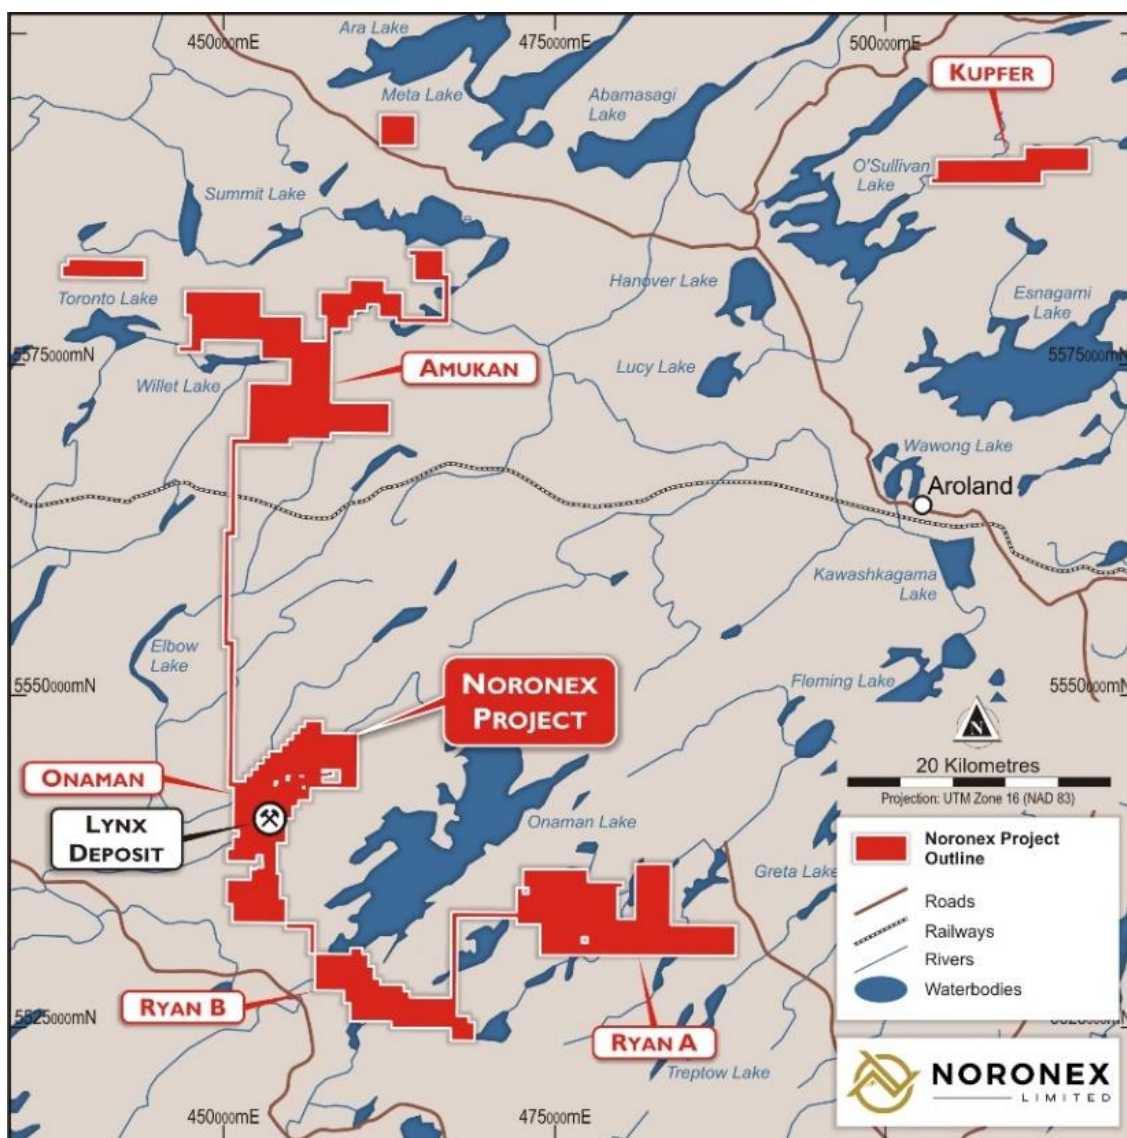 450000mE
475000mE
500000mE
Ara Lake
Meta Lake
Abamasagi
Lake
KUPFER
O'Sullivan
Lake
Summit Lake
Toronto Lake
Hanover Lake
Esnagami
Lake
5575000mN
5575000mN
Willet Lake
AMUKAN
Lucy Lake
Wawong Lake
Aroland
Kawashkagama
Lake
Elbow
Lake
NORONEX
PROJECT
Fleming Lake
5550000mN
5550000mN
N
20 Kilometres
Projection: UTM Zone 16 (NAD 83)
ONAMAN
LYNX
DEPOSIT
Onaman Lake
Greta Lake
Noronex Project
Outline
Roads
Railways
Rivers
Waterbodies
RYAN B
5525000mN
RYAN A
Treptow Lake
NORONEX
LIMITED
450000mE
475000mE